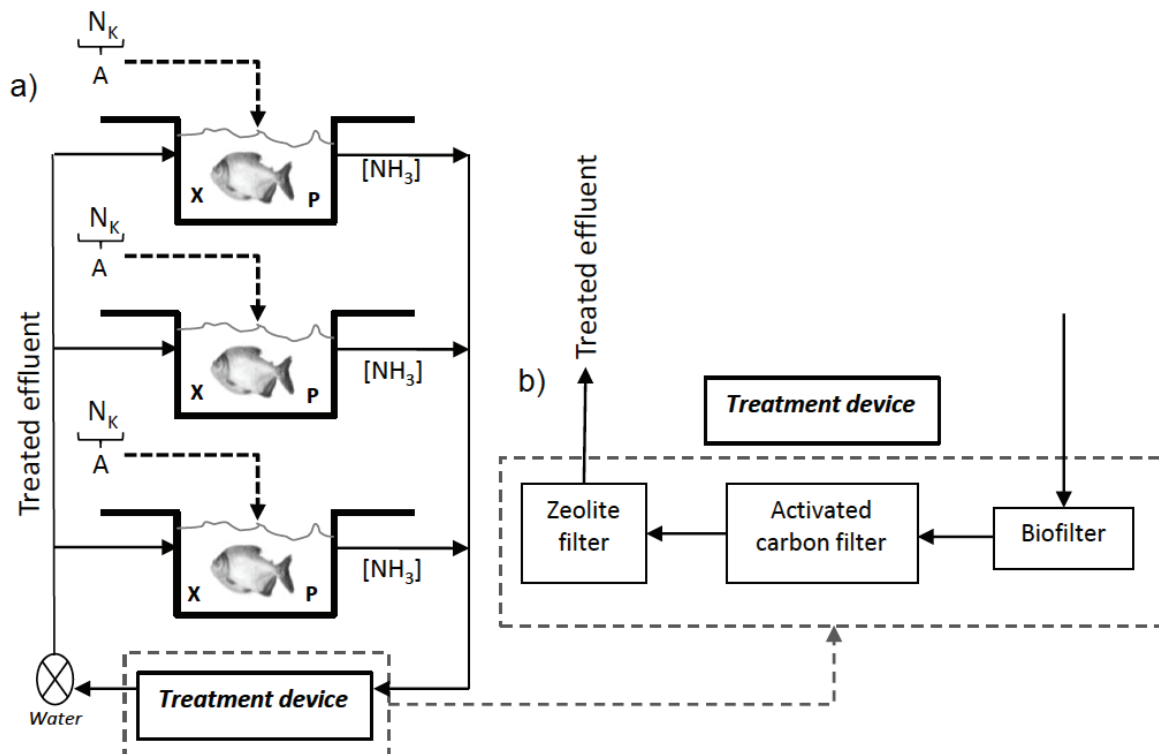 a)
N_K
A
X P
[NH₃]
N_K
A
X P
[NH₃]
N_K
A
X P
[NH₃]
Treated effluent
Water
Treatment device
b)
Treated effluent
Treatment device
Zeolite
filter
Activated
carbon filter
Biofilter